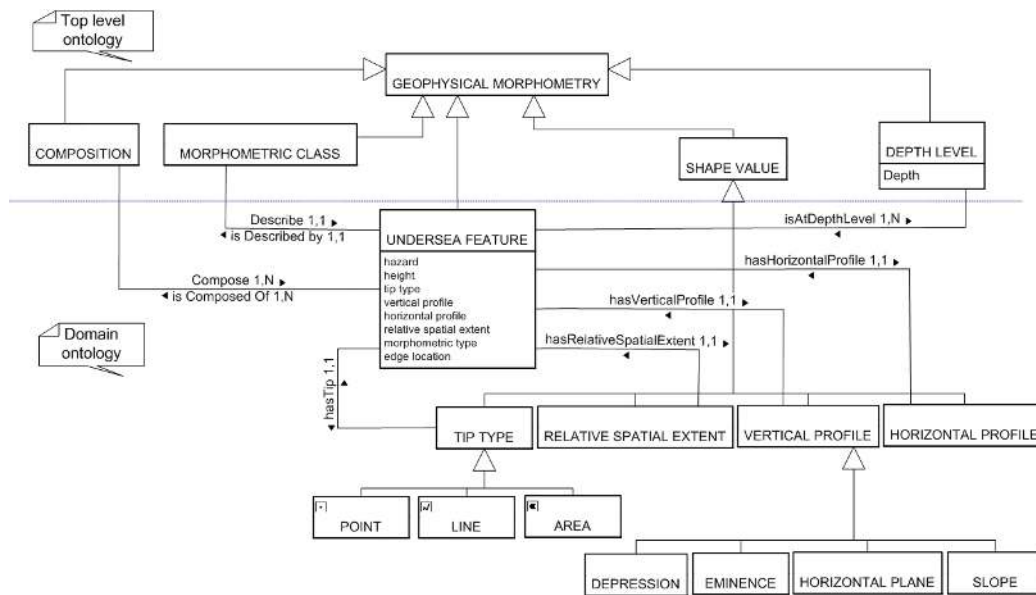 Top level
ontology
GEOPHYSICAL MORPHOMETRY
COMPOSITION
MORPHOMETRIC CLASS
SHAPE VALUE
DEPTH LEVEL
Depth
Describe 1,1
is Described by 1,1
UNDERSEA FEATURE
hazard
height
tip type
vertical profile
horizontal profile
relative spatial extent
morphometric type
edge location
isAtDepthLevel 1,N
hasHorizontalProfile 1,1
Compose 1,N
is Composed Of 1,N
hasVerticalProfile 1,1
hasRelativeSpatialExtent 1,1
Domain
ontology
hasTip 1,1
TIP TYPE
RELATIVE SPATIAL EXTENT
VERTICAL PROFILE
HORIZONTAL PROFILE
POINT
LINE
AREA
DEPRESSION
EMINENCE
HORIZONTAL PLANE
SLOPE